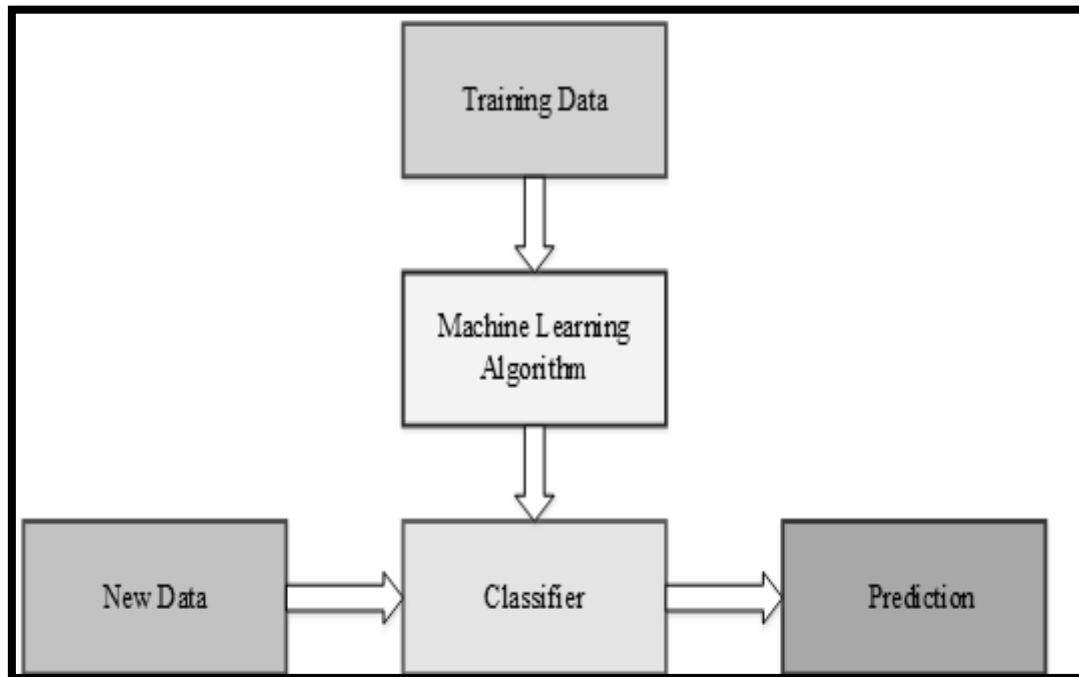 Training Data
Machine Learning
Algorithm
New Data
Classifier
Prediction